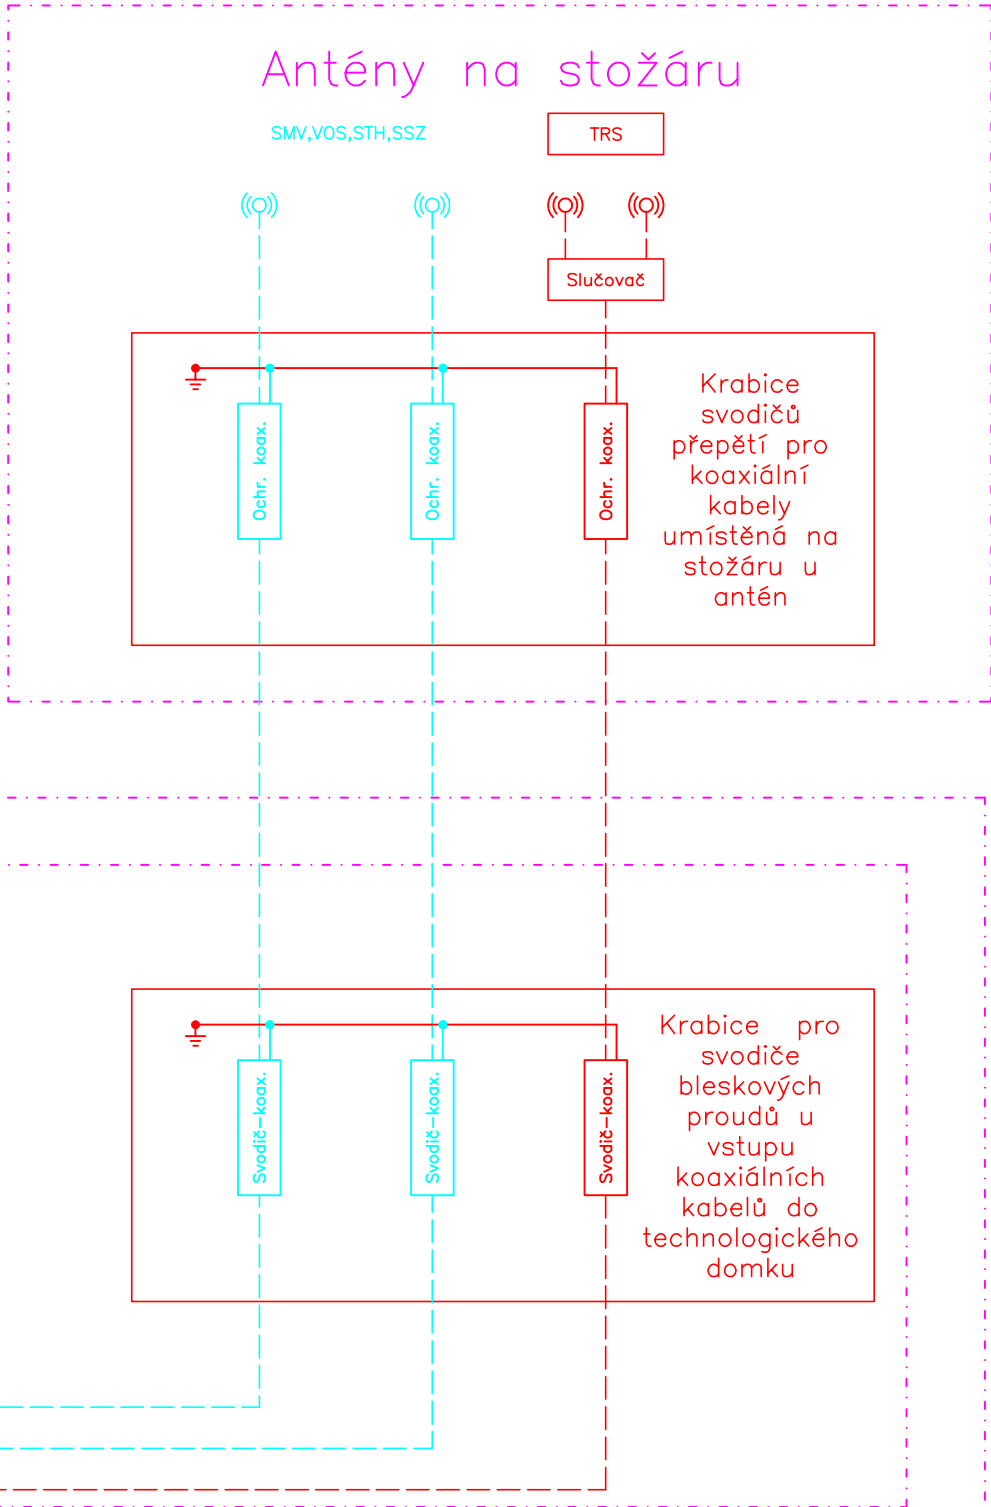 Antény na stožáru
SMV,VOS,STH,SSZ
TRS
Slučovač
Ochr. koax.
Ochr. koax.
Ochr. koax.
Krabice
svodičů
přepětí pro
koaxiální
kabely
umístěná na
stožáru u
antén
Svodič-koax.
Svodič-koax.
Svodič-koax.
Krabice pro
svodiče
bleskových
proudů u
vstupu
koaxiálních
kabelů do
technologického
domku